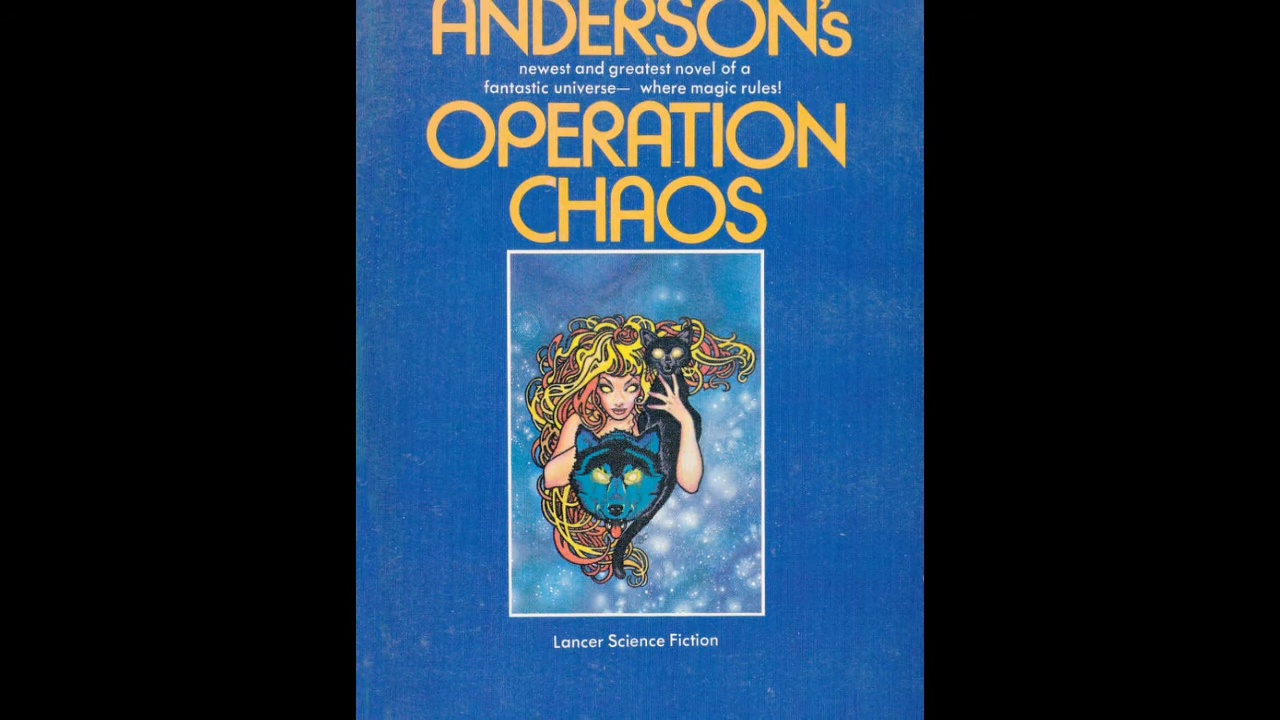 ANDERSON's
newest and greatest novel of a
fantastic universe— where magic rules!
OPERATION
CHAOS
Lancer Science Fiction